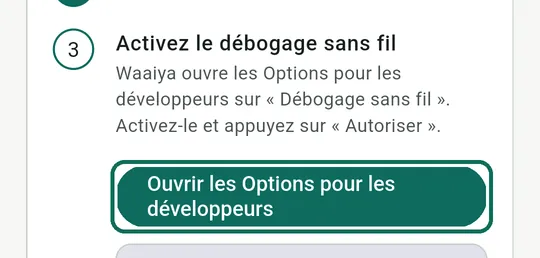 3
Activez le débogage sans fil
Waaiya ouvre les Options pour les
développeurs sur « Débogage sans fil ».
Activez-le et appuyez sur « Autoriser ».
Ouvrir les Options pour les
développeurs